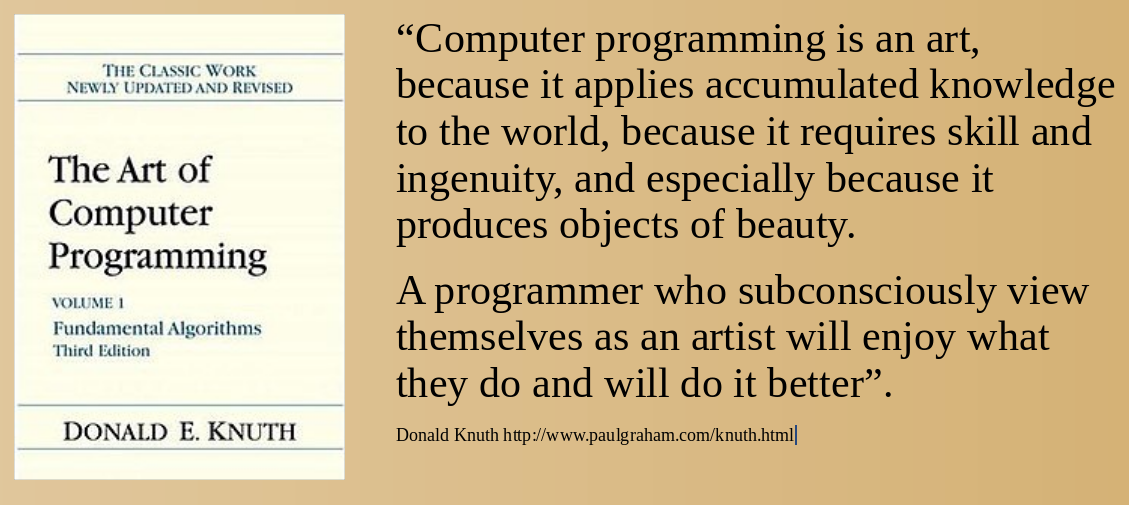 THE CLASSIC WORK
NEWLY UPDATED AND REVISED
The Art of
Computer
Programming
VOLUME 1
Fundamental Algorithms
Third Edition
DONALD E. KNUTH
“Computer programming is an art,
because it applies accumulated knowledge
to the world, because it requires skill and
ingenuity, and especially because it
produces objects of beauty.
A programmer who subconsciously view
themselves as an artist will enjoy what
they do and will do it better”.
Donald Knuth http://www.paulgraham.com/knuth.html